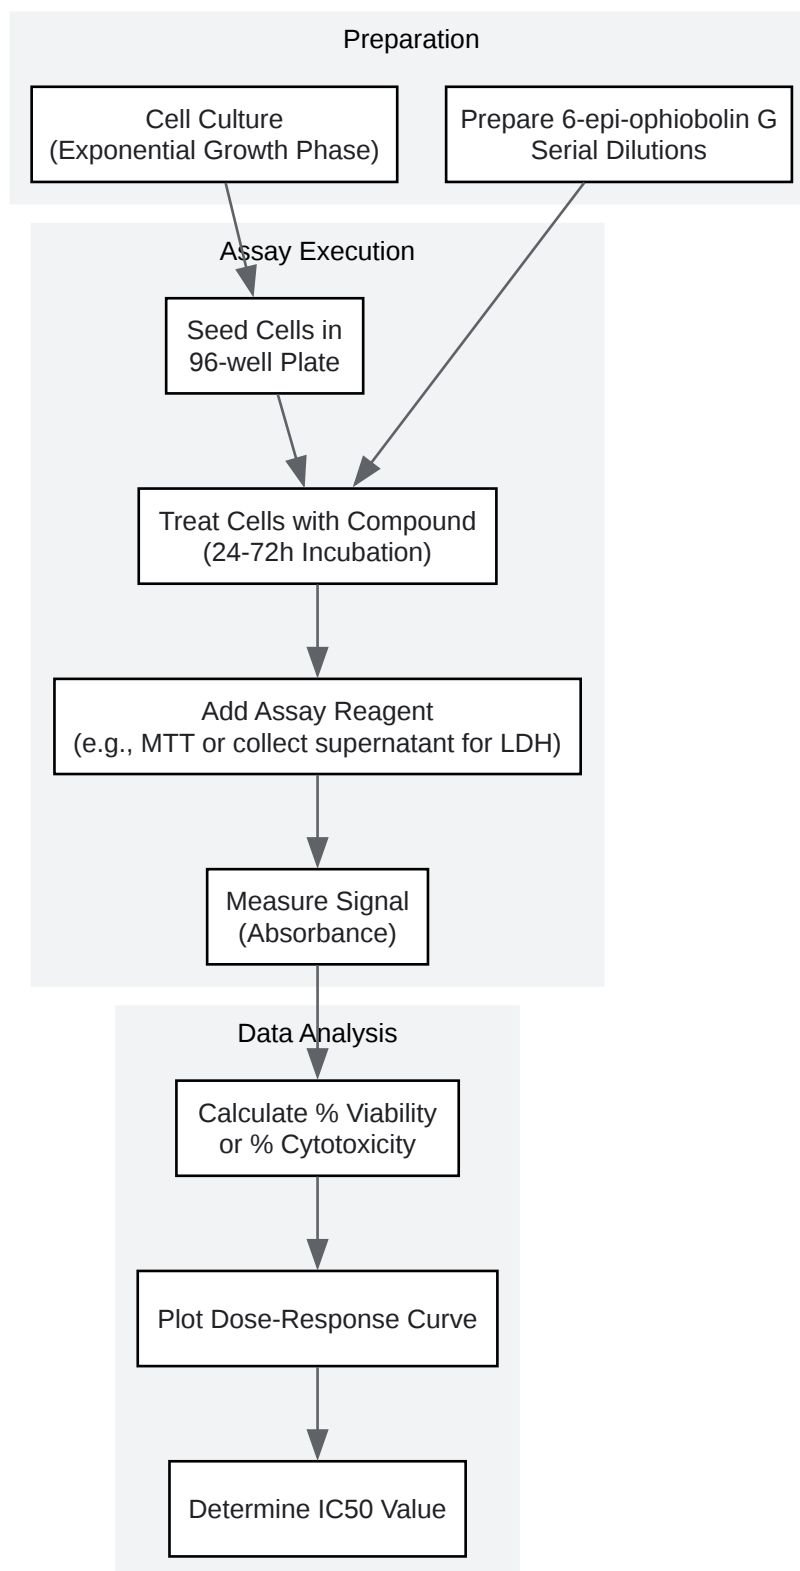 Preparation
Cell Culture
(Exponential Growth Phase)
Prepare 6-epi-ophiobolin G
Serial Dilutions
Assay Execution
Seed Cells in
96-well Plate
Treat Cells with Compound
(24-72h Incubation)
Add Assay Reagent
(e.g., MTT or collect supernatant for LDH)
Measure Signal
(Absorbance)
Data Analysis
Calculate % Viability
or % Cytotoxicity
Plot Dose-Response Curve
Determine IC50 Value